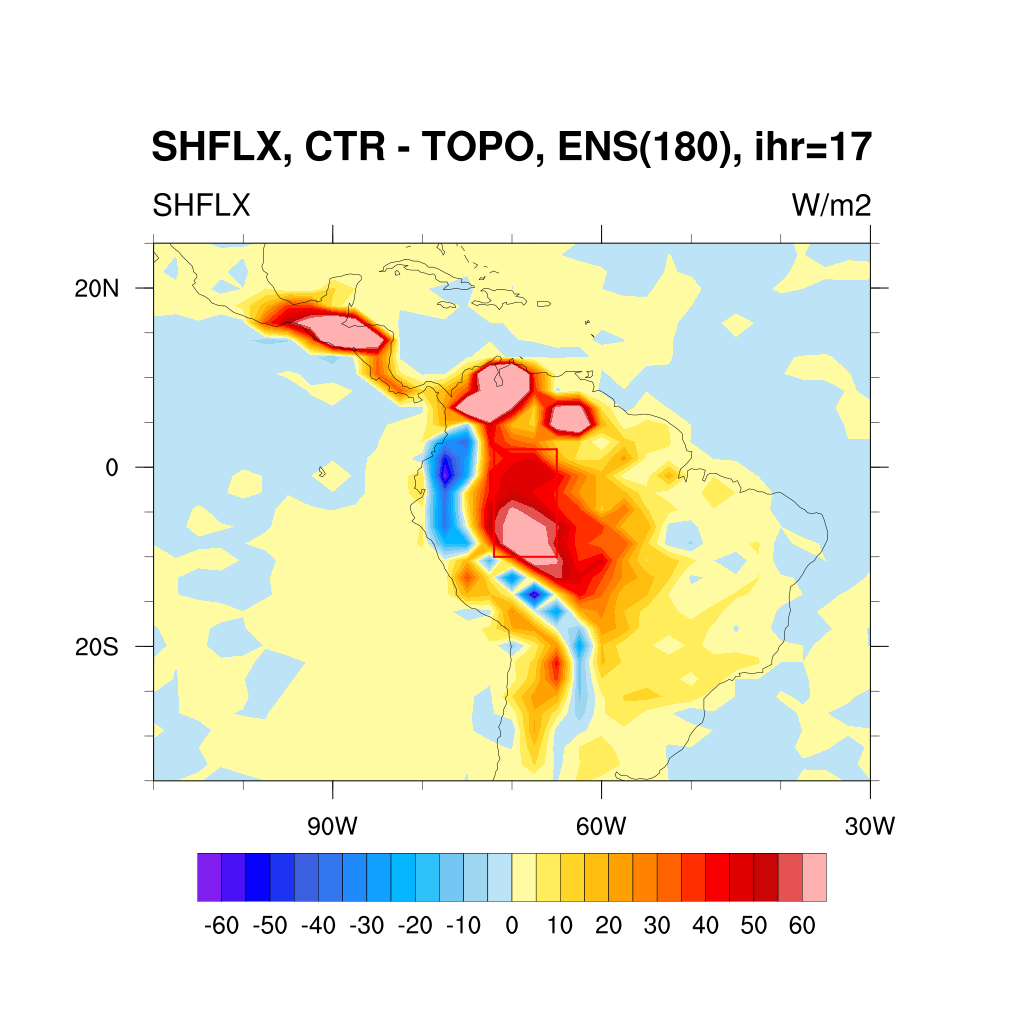 SHFLX, CTR - TOPO, ENS(180), ihr=17
SHFLX W/m2
20N
0
20S
90W 60W 30W
-60 -50 -40 -30 -20 -10 0 10 20 30 40 50 60